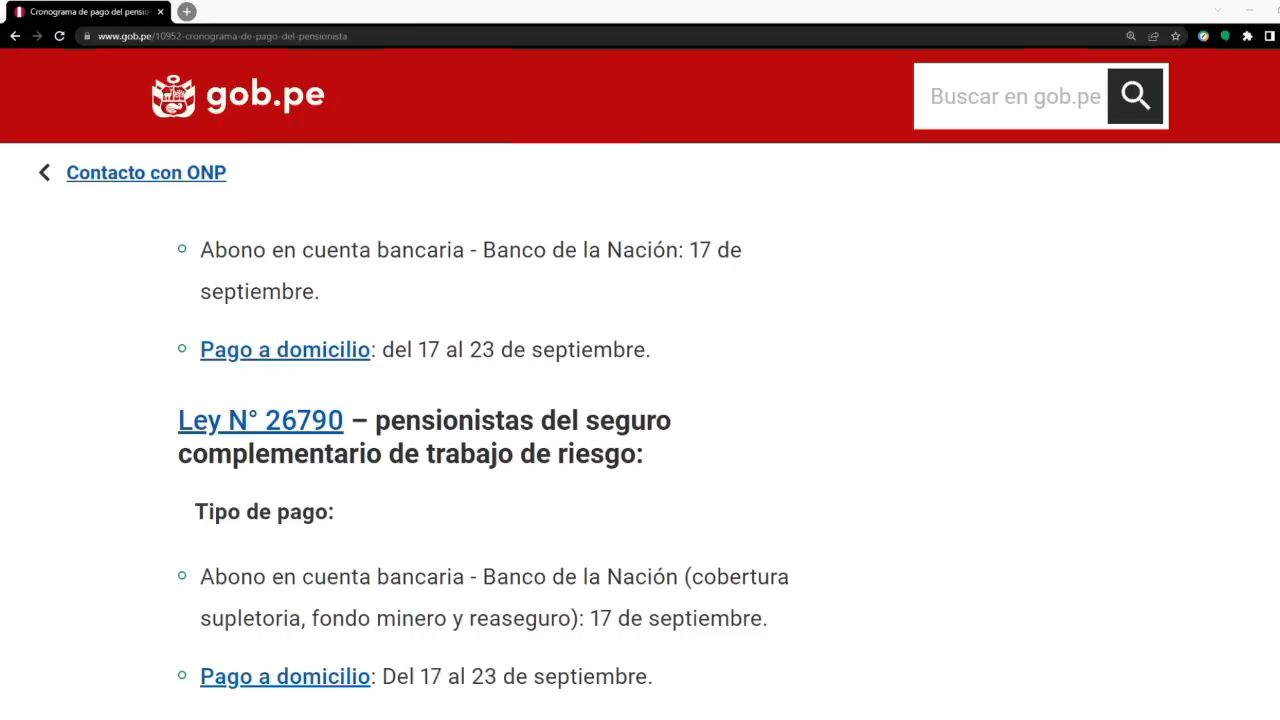 Cronograma de pago del pensio
www.gob.pe/10952-cronograma-de-pago-del-pensionista
gob.pe
Buscar en gob.pe
Contacto con ONP
Abono en cuenta bancaria - Banco de la Nación: 17 de
septiembre.
Pago a domicilio: del 17 al 23 de septiembre.
Ley N° 26790 – pensionistas del seguro
complementario de trabajo de riesgo:
Tipo de pago:
Abono en cuenta bancaria - Banco de la Nación (cobertura
supletoria, fondo minero y reaseguro): 17 de septiembre.
Pago a domicilio: Del 17 al 23 de septiembre.